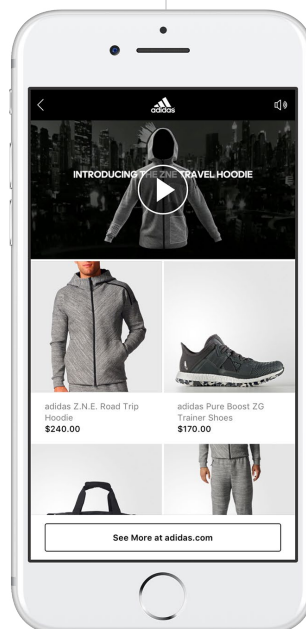 adidas
INTRODUCING THE ZNE TRAVEL HOODIE
adidas Z.N.E. Road Trip
Hoodie
$240.00
adidas Pure Boost ZG
Trainer Shoes
$170.00
See More at adidas.com